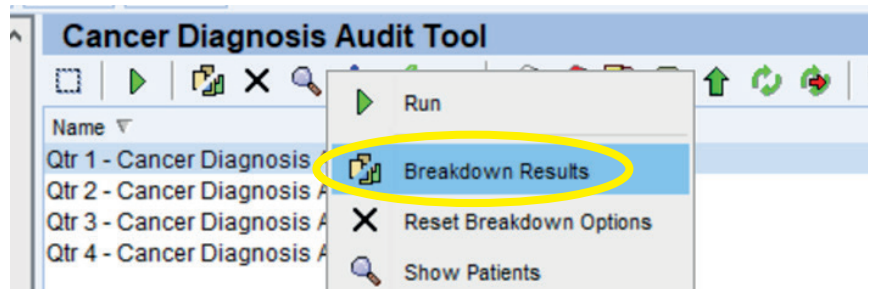 Cancer Diagnosis Audit Tool
Run
Name
Breakdown Results
Qtr 1 - Cancer Diagnosis
Qtr 2 - Cancer Diagnosis A
Reset Breakdown Options
Qtr 3 - Cancer Diagnosis A
Qtr 4 - Cancer Diagnosis A
Show Patients